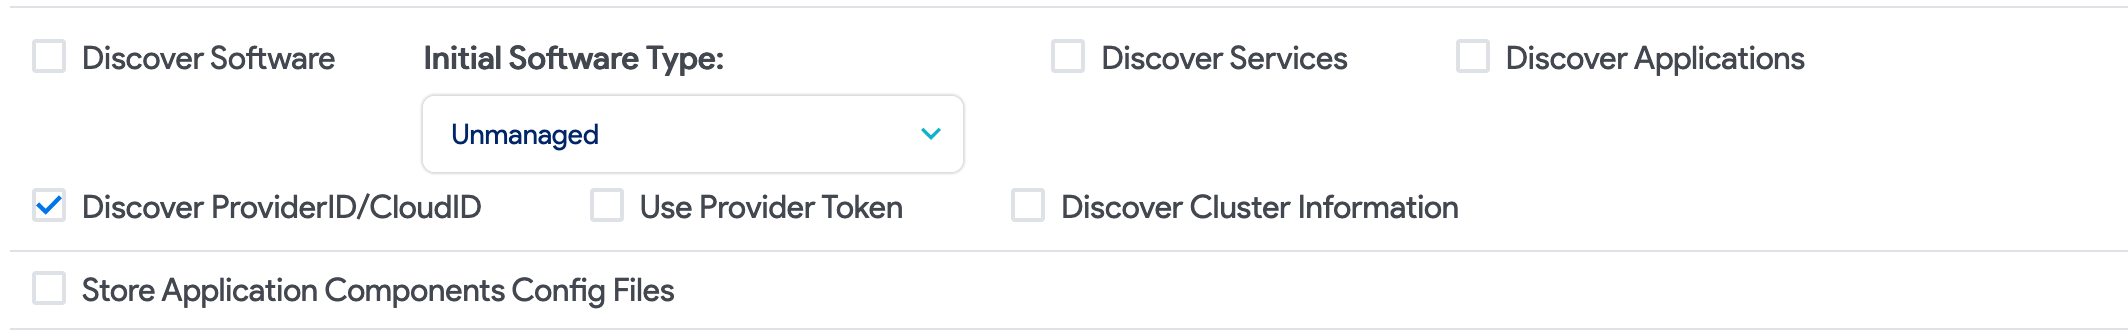 Discover Software Initial Software Type: Discover Services Discover Applications
Unmanaged
Discover ProviderID/CloudID Use Provider Token Discover Cluster Information
Store Application Components Config Files